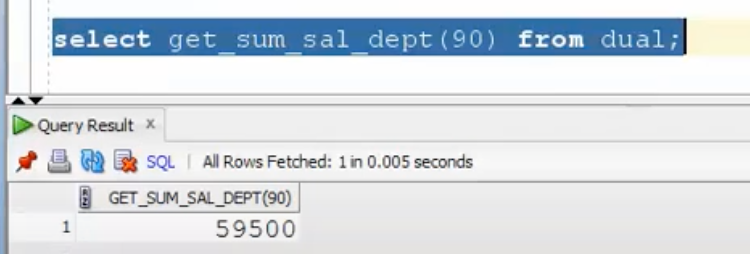 select get_sum_sal_dept(90) from dual;
Query Result x
SQL | All Rows Fetched: 1 in 0.005 seconds
GET_SUM_SAL_DEPT(90)
1 59500